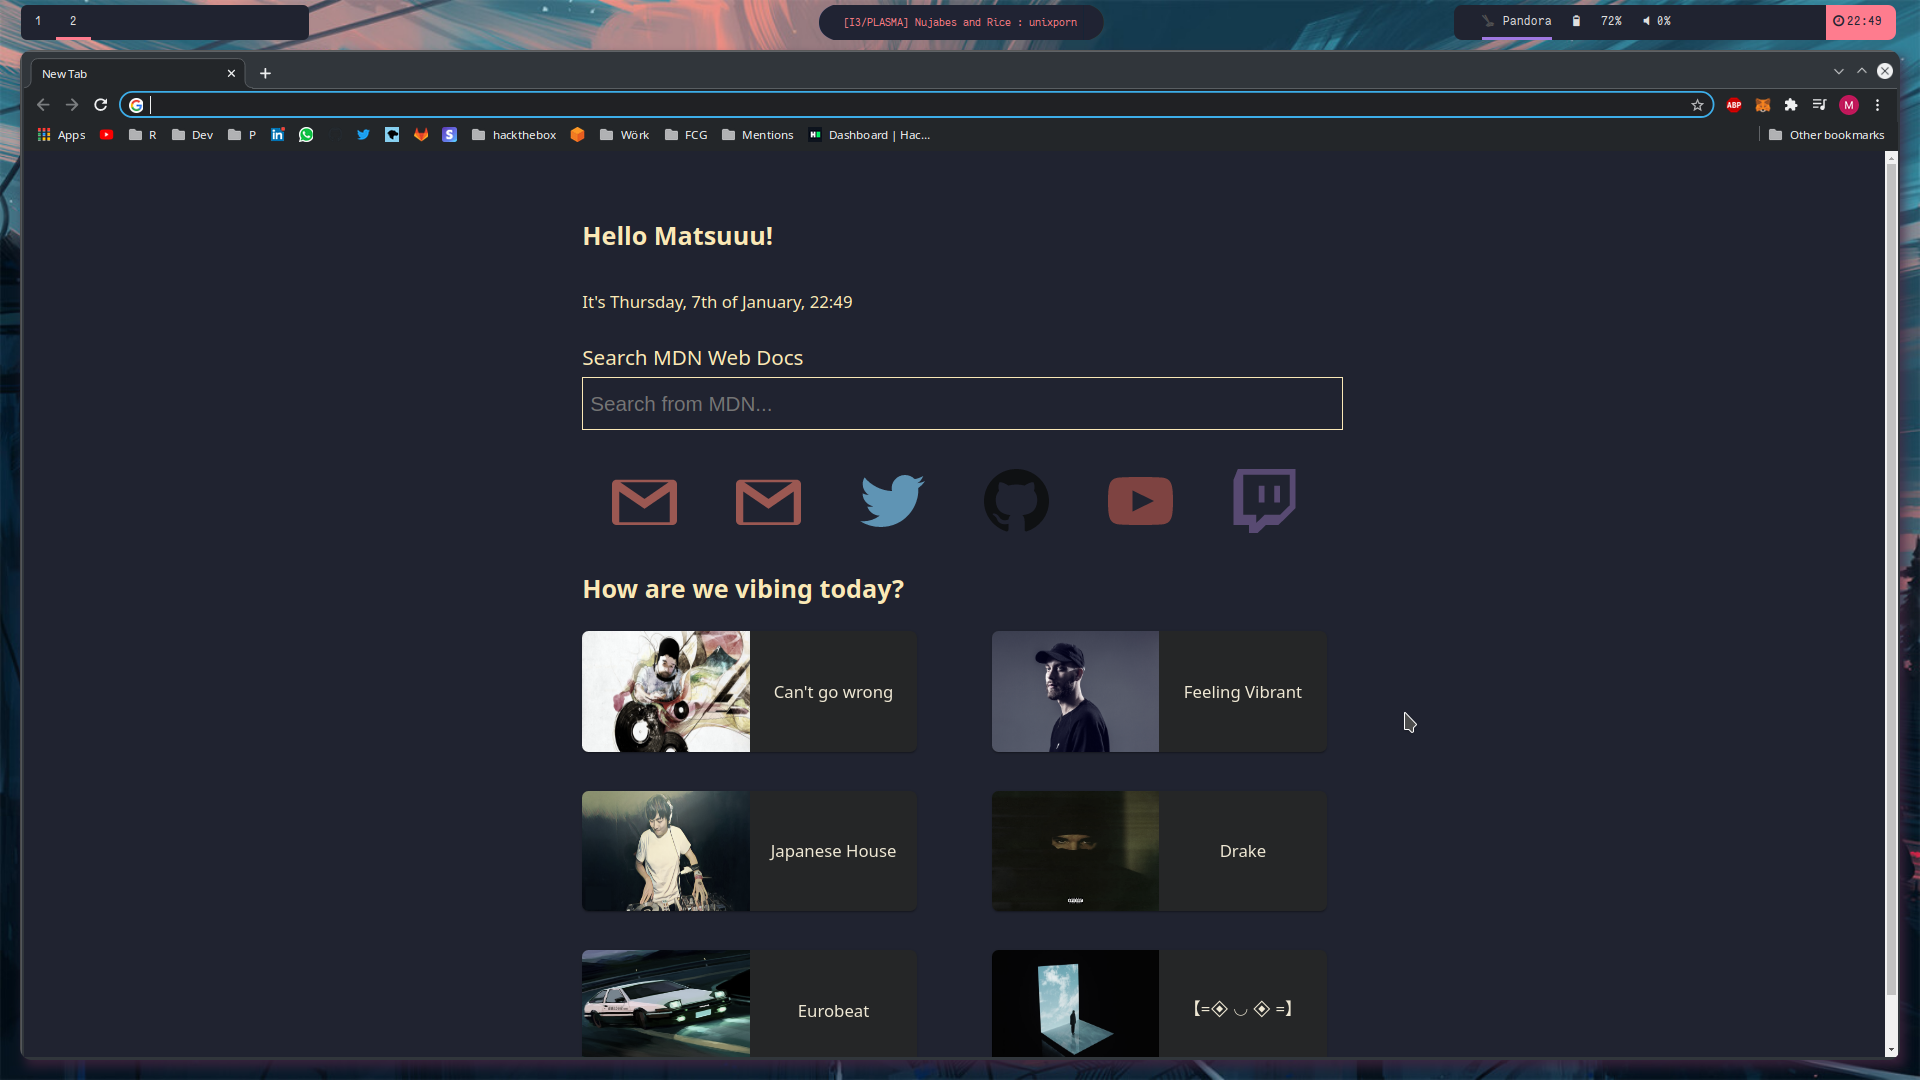 1 2
[I3/PLASMA] Nujabes and Rice : unixporn
Pandora 72% 0% 22:49
New Tab
Apps R Dev P hackthebox Wörk FCG Mentions Dashboard | Hac... Other bookmarks
ABP M
Hello Matsuuu!
It's Thursday, 7th of January, 22:49
Search MDN Web Docs
Search from MDN...
How are we vibing today?
Can't go wrong
Feeling Vibrant
Japanese House
Drake
Eurobeat
【=◈ ◡ ◈ =】